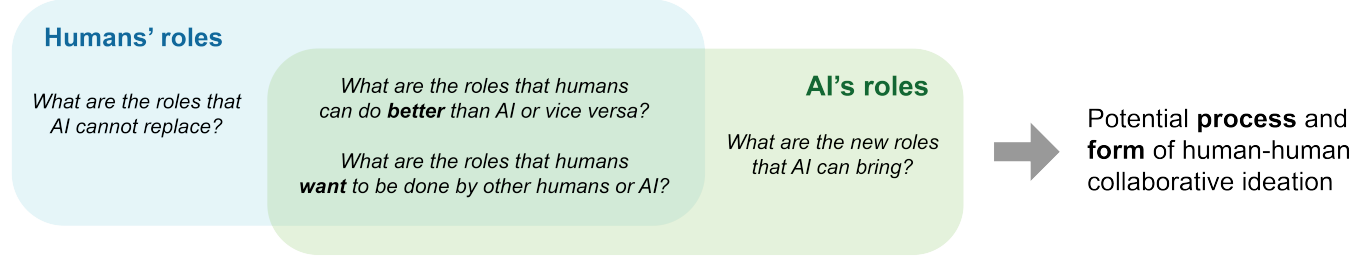 Humans’ roles
What are the roles that
AI cannot replace?
What are the roles that humans
can do better than AI or vice versa?
What are the roles that humans
want to be done by other humans or AI?
AI’s roles
What are the new roles
that AI can bring?
Potential process and
form of human-human
collaborative ideation